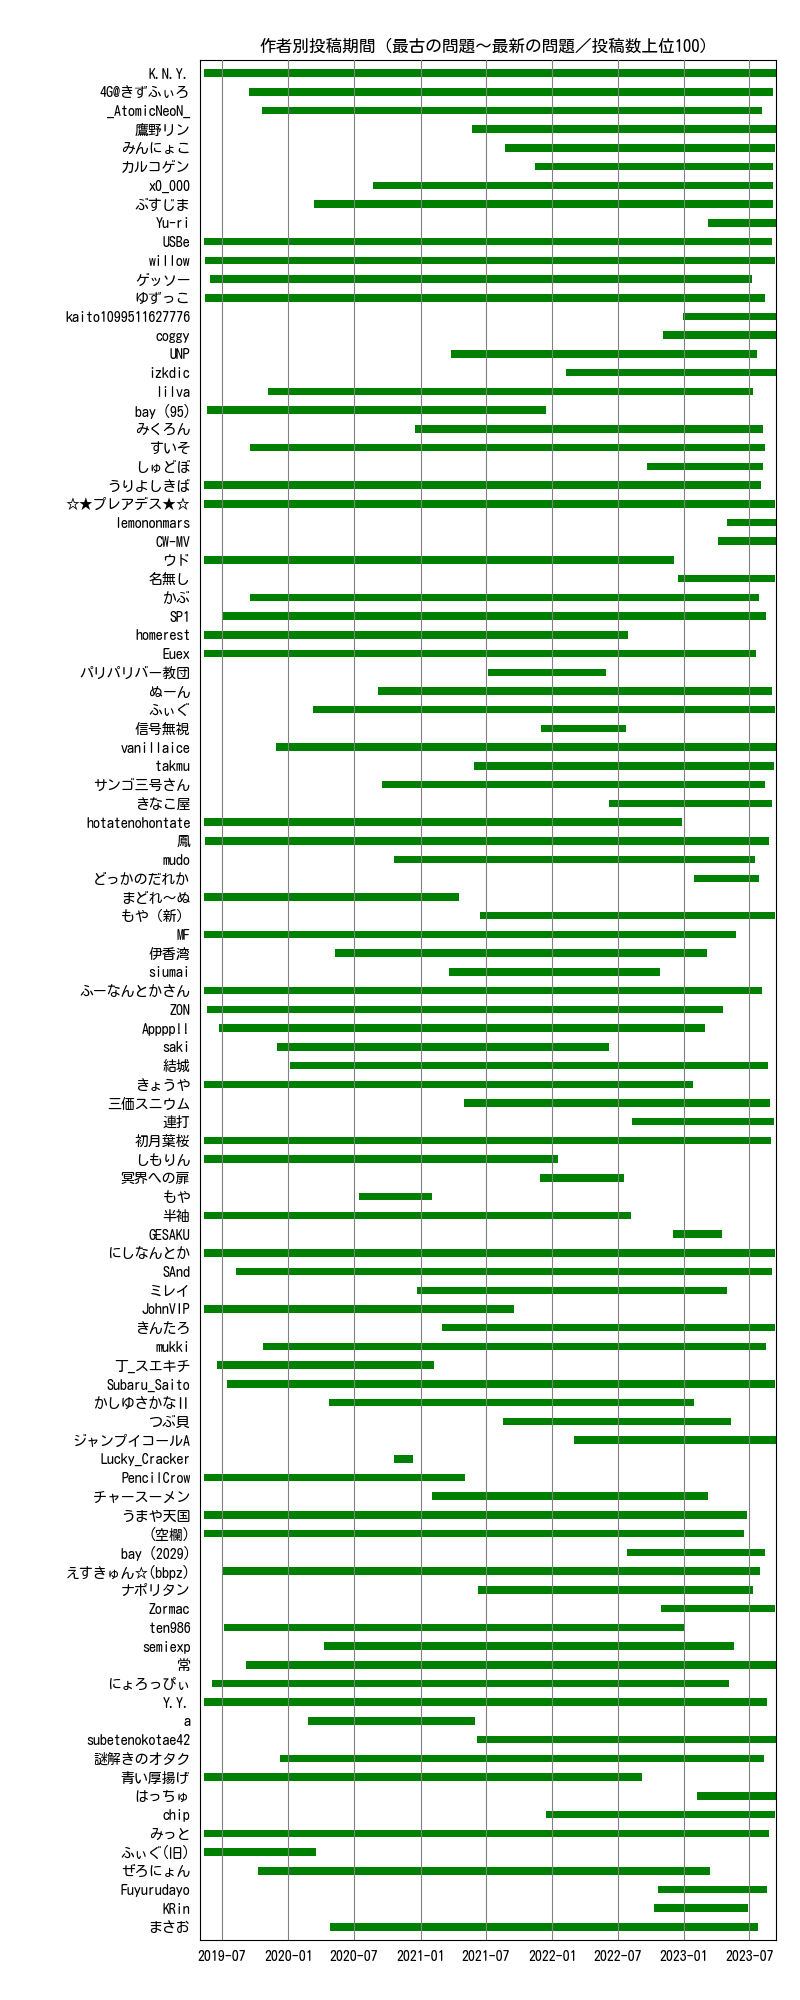 作者別投稿期間（最古の問題～最新の問題／投稿数上位100）
K.N.Y.
4G@きずふぃろ
_AtomicNeoN_
鷹野リン
みんにょこ
カルコゲン
x0_000
ぶすじま
Yu-ri
USBe
willow
ゲッソー
ゆずっこ
kaito1099511627776
coggy
UNP
izkdic
lilva
bay (95)
みくろん
すいそ
しゅどぼ
うりよしきば
☆★プレアデス★☆
lemononmars
CW-MV
ウド
名無し
かぶ
SP1
homerest
Euex
パリパリバー教団
ぬーん
ふぃぐ
信号無視
vanillaice
takmu
サンゴ三号さん
きなこ屋
hotatenohontate
鳳
mudo
どっかのだれか
まどれ～ぬ
もや（新）
MF
伊香湾
siumai
ふーなんとかさん
ZON
Appppll
saki
結城
きょうや
三価スニウム
連打
初月葉桜
しもりん
冥界への扉
もや
半袖
GESAKU
にしなんとか
SAnd
ミレイ
JohnVIP
きんたろ
mukki
丁_スエキチ
Subaru_Saito
かしゆさかなⅡ
つぶ貝
ジャンプイコールA
Lucky_Cracker
PencilCrow
チャースーメン
うまや天国
(空欄)
bay (2029)
えすきゅん☆(bbpz)
ナポリタン
Zormac
ten986
semiexp
常
にょろっぴぃ
Y.Y.
a
subetenokotae42
謎解きのオタク
青い厚揚げ
はっちゅ
chip
みっと
ふぃぐ(旧)
ぜろにょん
Fuyurudayo
KRin
まさお
2019-07 2020-01 2020-07 2021-01 2021-07 2022-01 2022-07 2023-01 2023-07